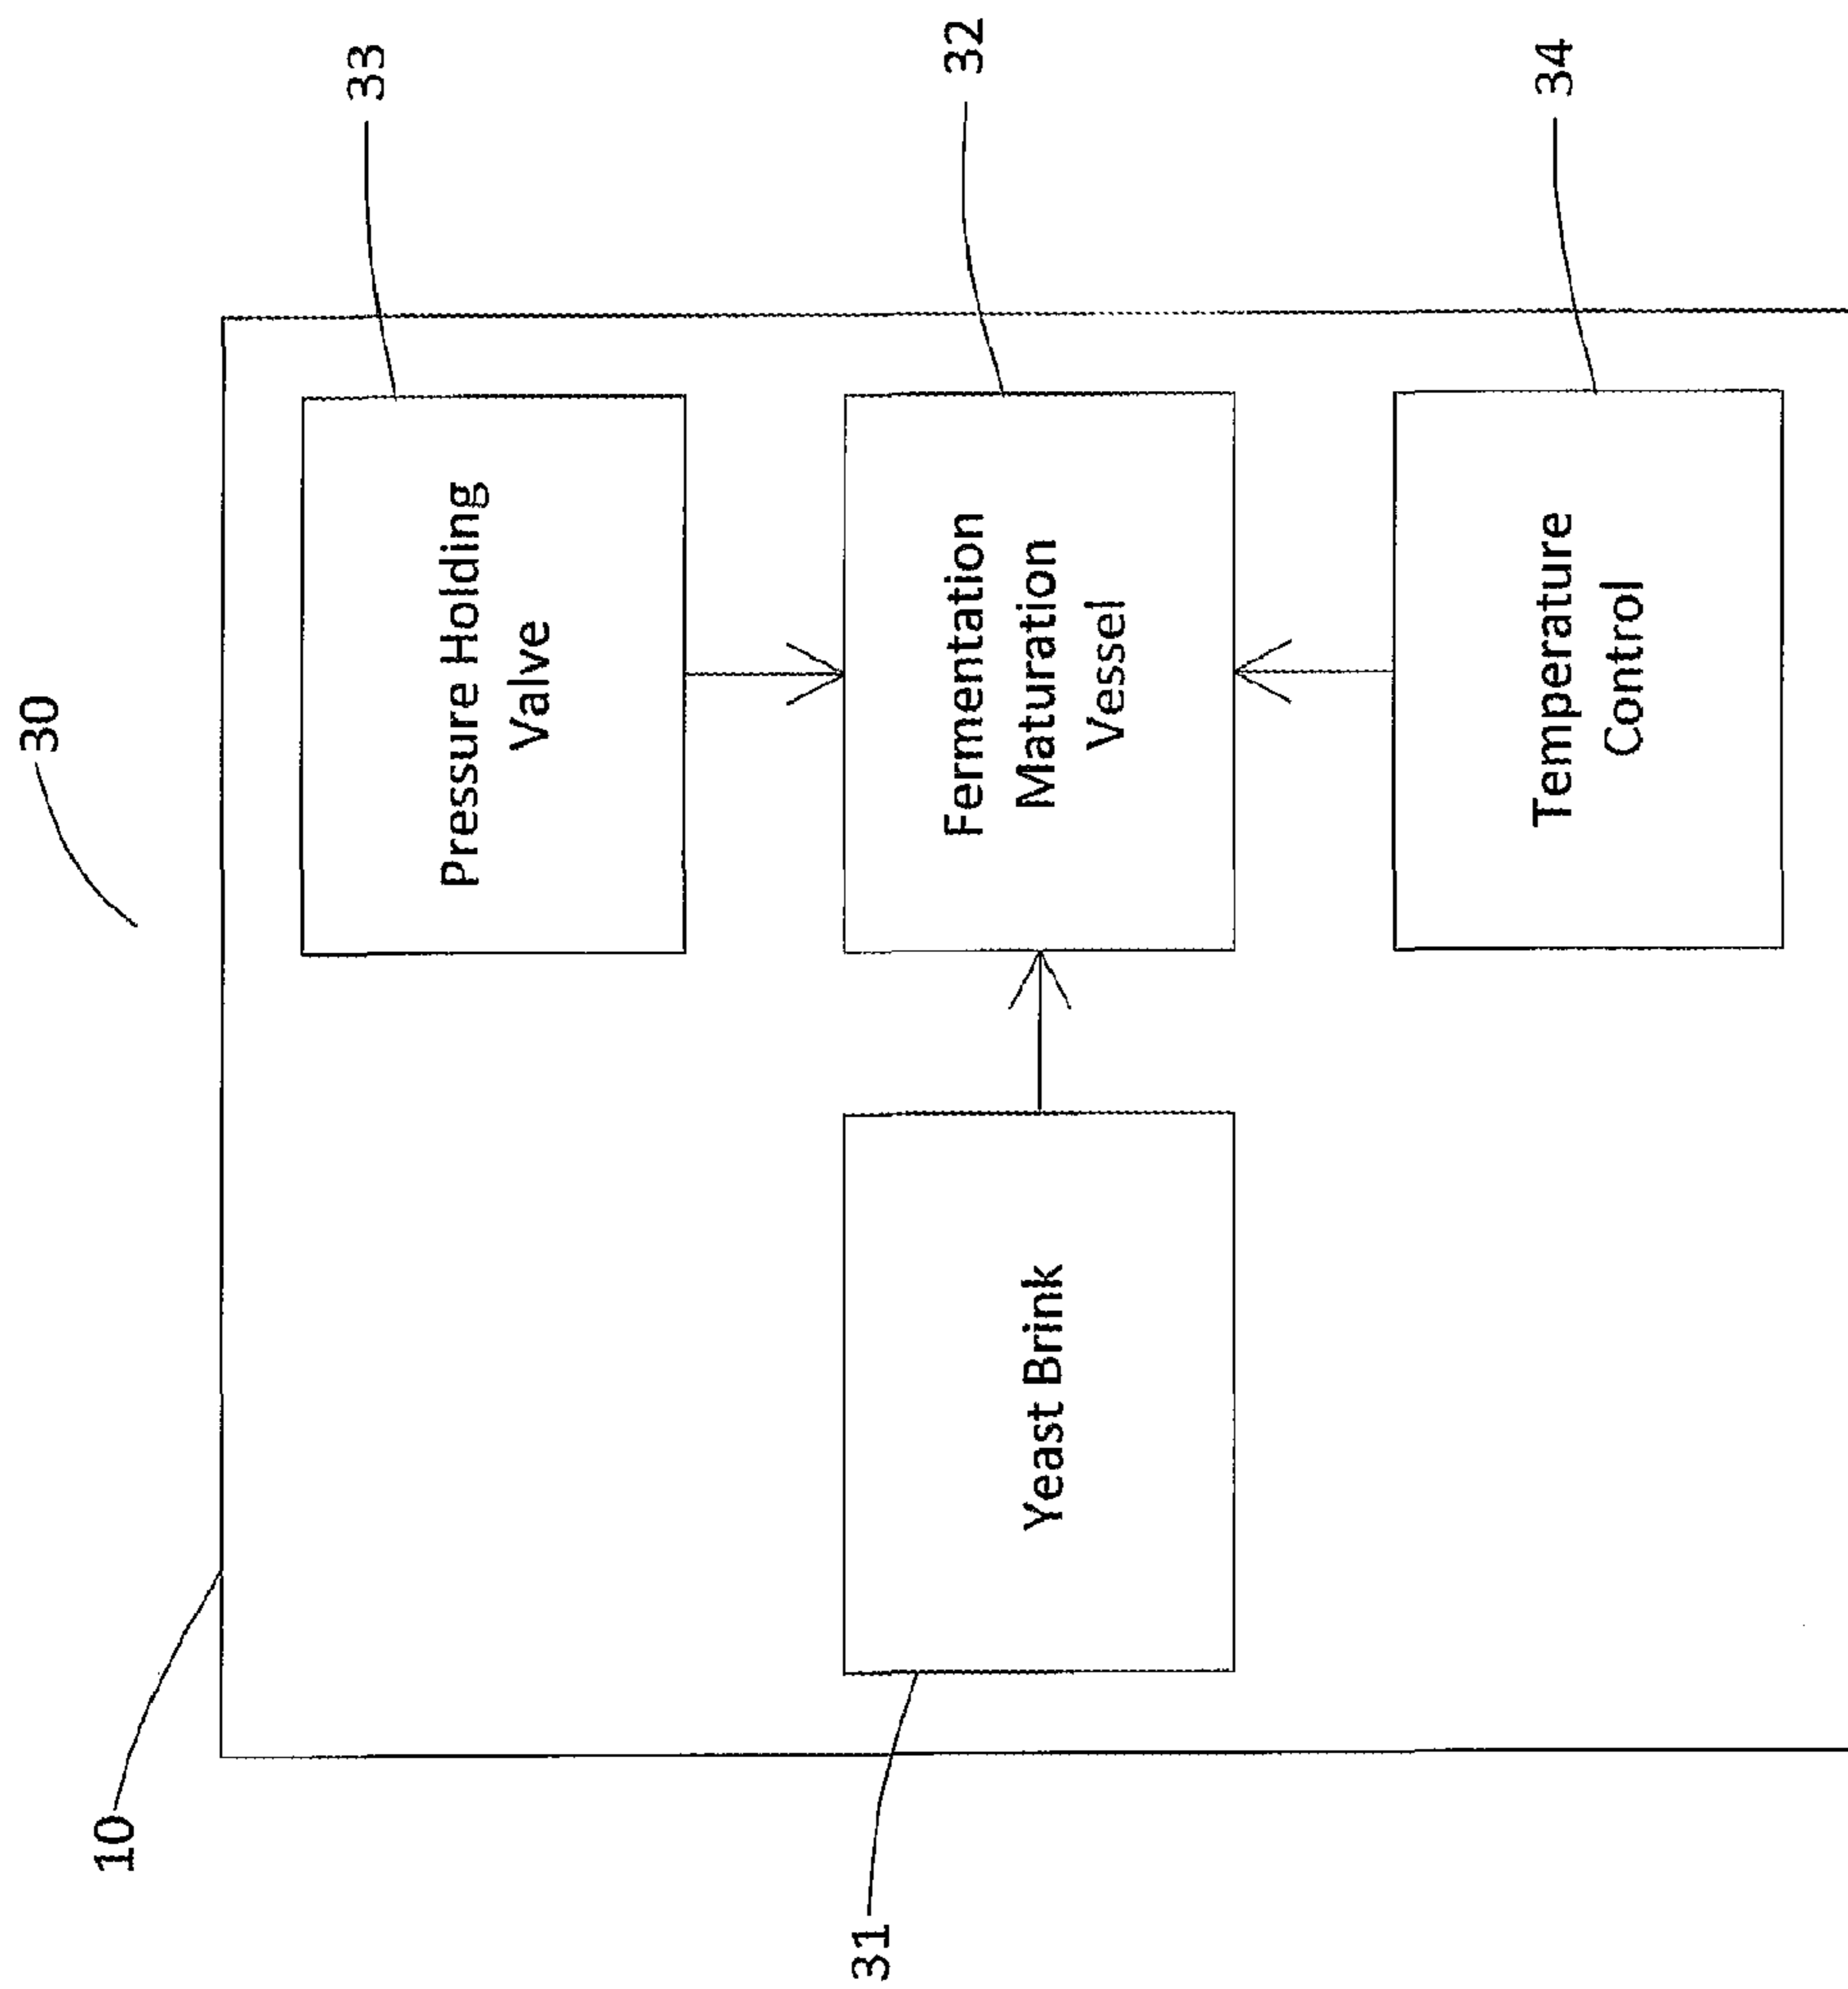 30
10
33
Pressure Holding
Valve
31
Yeast Brink
Fermentation
Maturation
Vessel
32
Temperature
Control
34